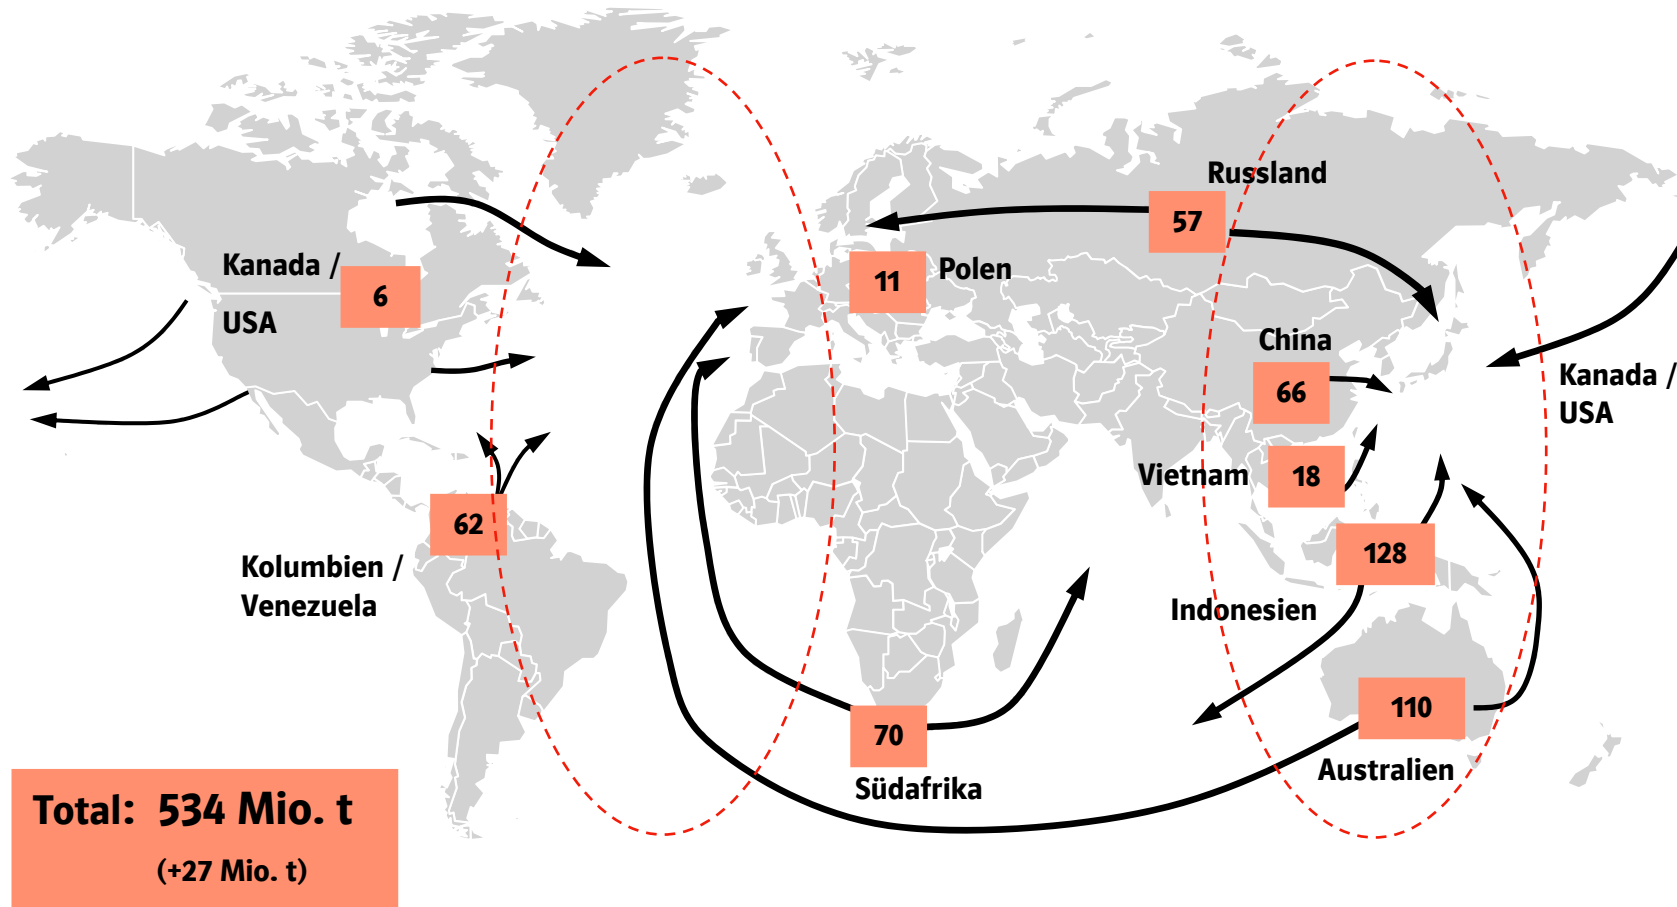 Russland
57
Kanada /
6
USA
11
Polen
China
66
Kanada /
USA
Vietnam
18
62
128
Kolumbien /
Venezuela
Indonesien
110
70
Australien
Südafrika
Total: 534 Mio. t
(+27 Mio. t)